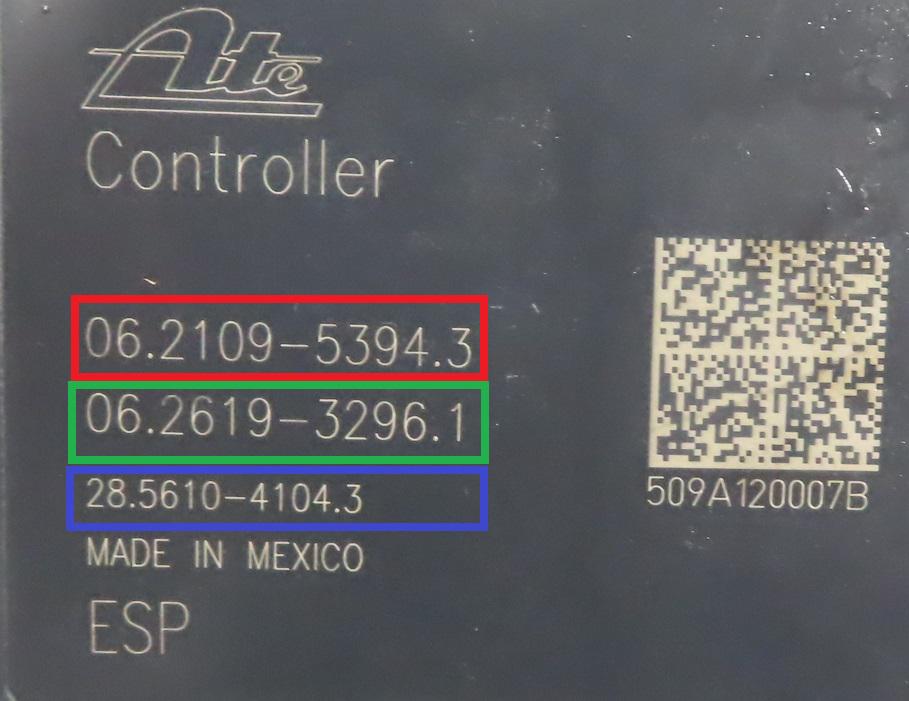 Ate
Controller
06.2109-5394.3
06.2619-3296.1
28.5610-4104.3
509A120007B
MADE IN MEXICO
ESP